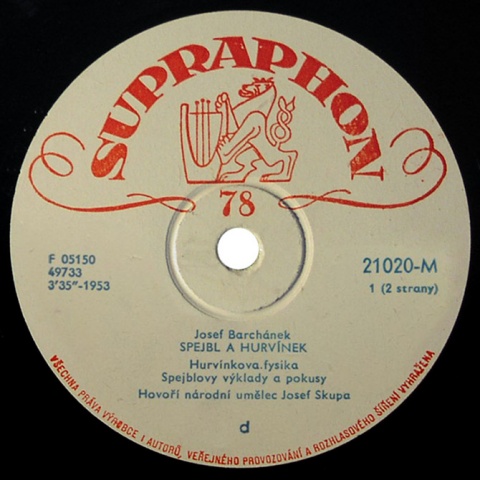 SUPRAPHON
78
F 05150
49733
3'35"-1953
21020-M
1 (2 strany)
Josef Barchánek
SPEJBL A HURVÍNEK
Hurvínkova fysika
Spejblovy výklady a pokusy
Hovoří národní umělec Josef Skupa
d
VŠECHNA PRÁVA VÝROBCE I AUTORŮ, VEŘEJNÉHO PROVOZOVÁNÍ A ROZHLASOVÉHO ŠÍŘENÍ VYHRAŽENA